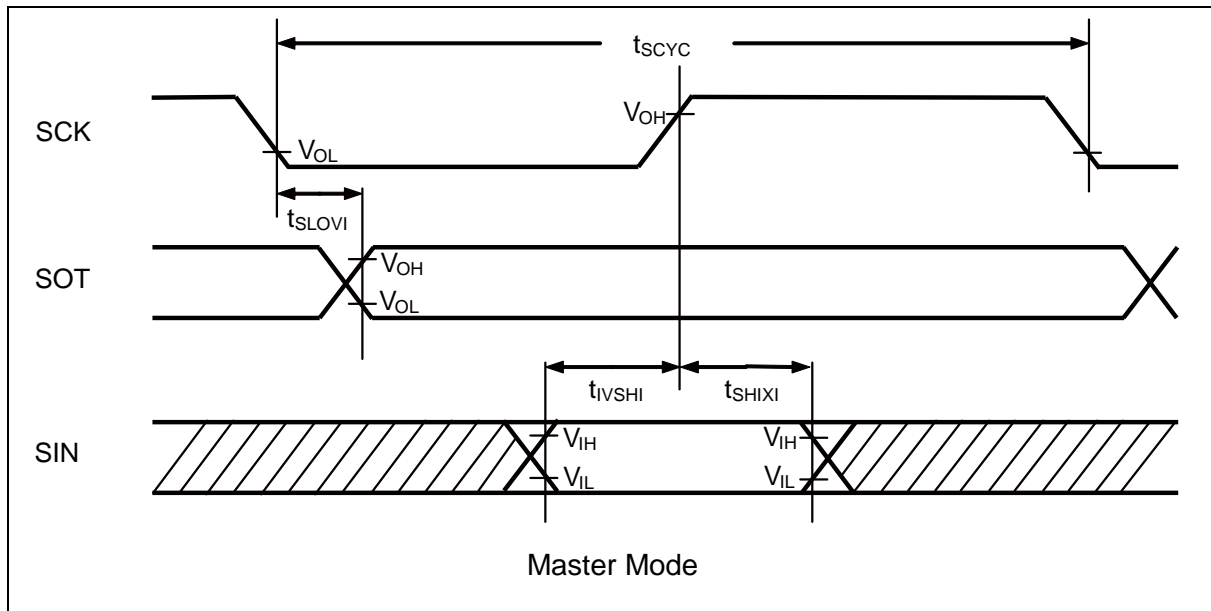 tSCYC
SCK
VOH
VOL
tSLOVI
SOT
VOH
VOL
tIVSHI
tSHIXI
SIN
VIH
VIH
VIL
VIL
Master Mode